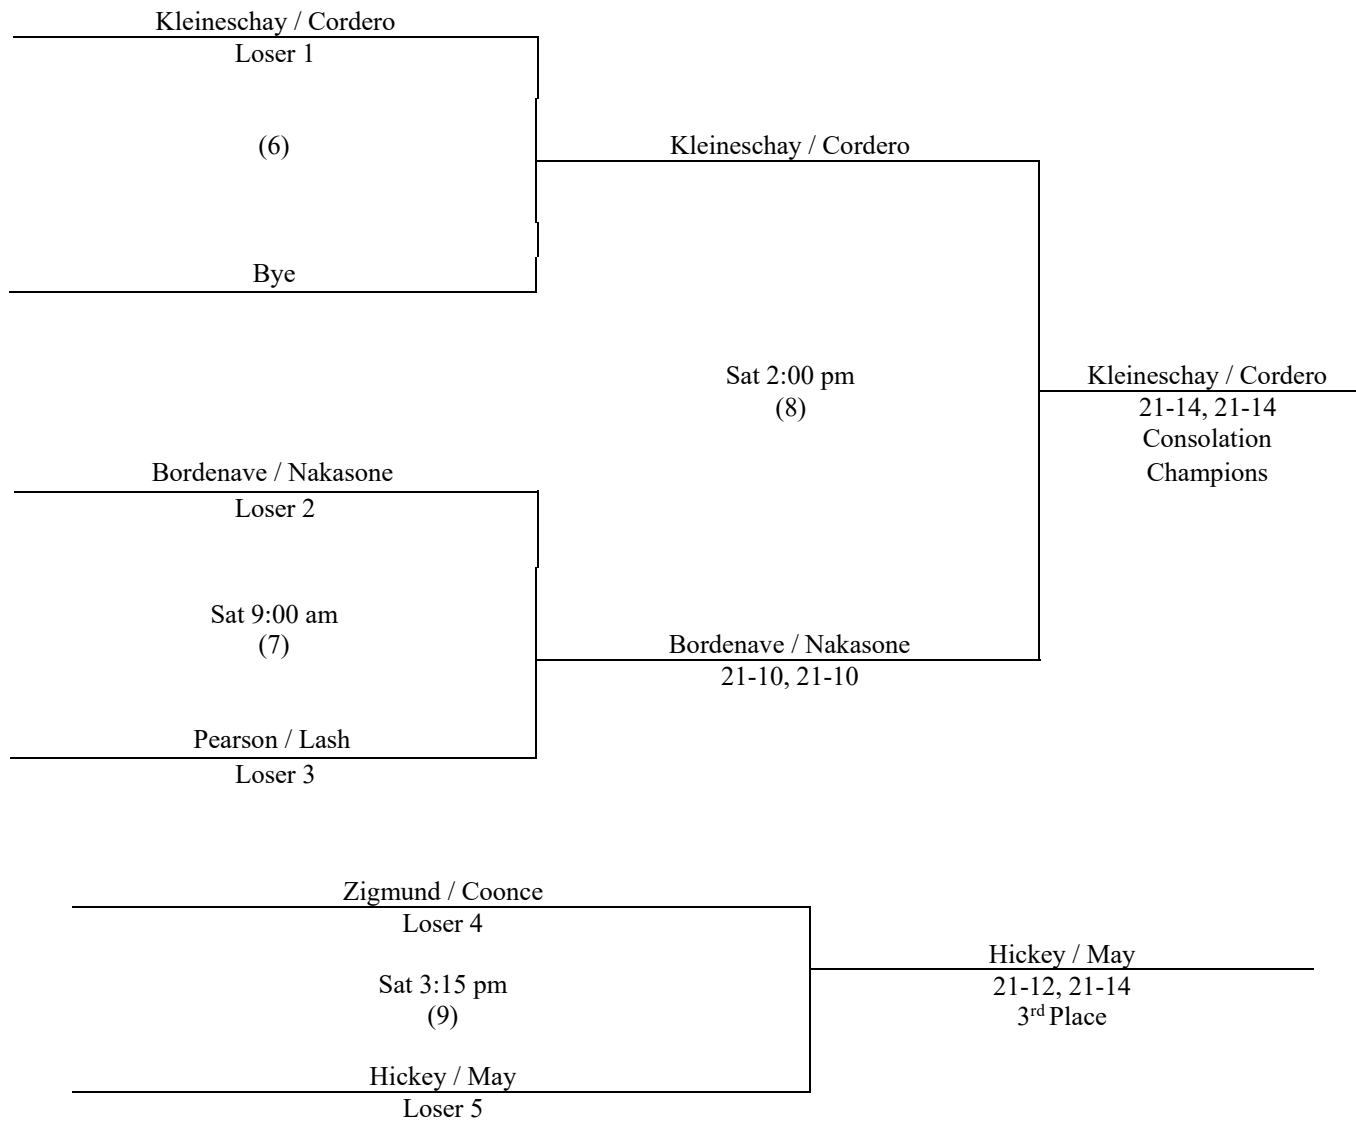 Kleineschay / Cordero
Loser 1
(6)
Kleineschay / Cordero
Bye
Sat 2:00 pm
(8)
Kleineschay / Cordero
21-14, 21-14
Consolation
Champions
Bordenave / Nakasone
Loser 2
Sat 9:00 am
(7)
Bordenave / Nakasone
21-10, 21-10
Pearson / Lash
Loser 3
Zigmund / Coonce
Loser 4
Sat 3:15 pm
(9)
Hickey / May
21-12, 21-14
3rd Place
Hickey / May
Loser 5